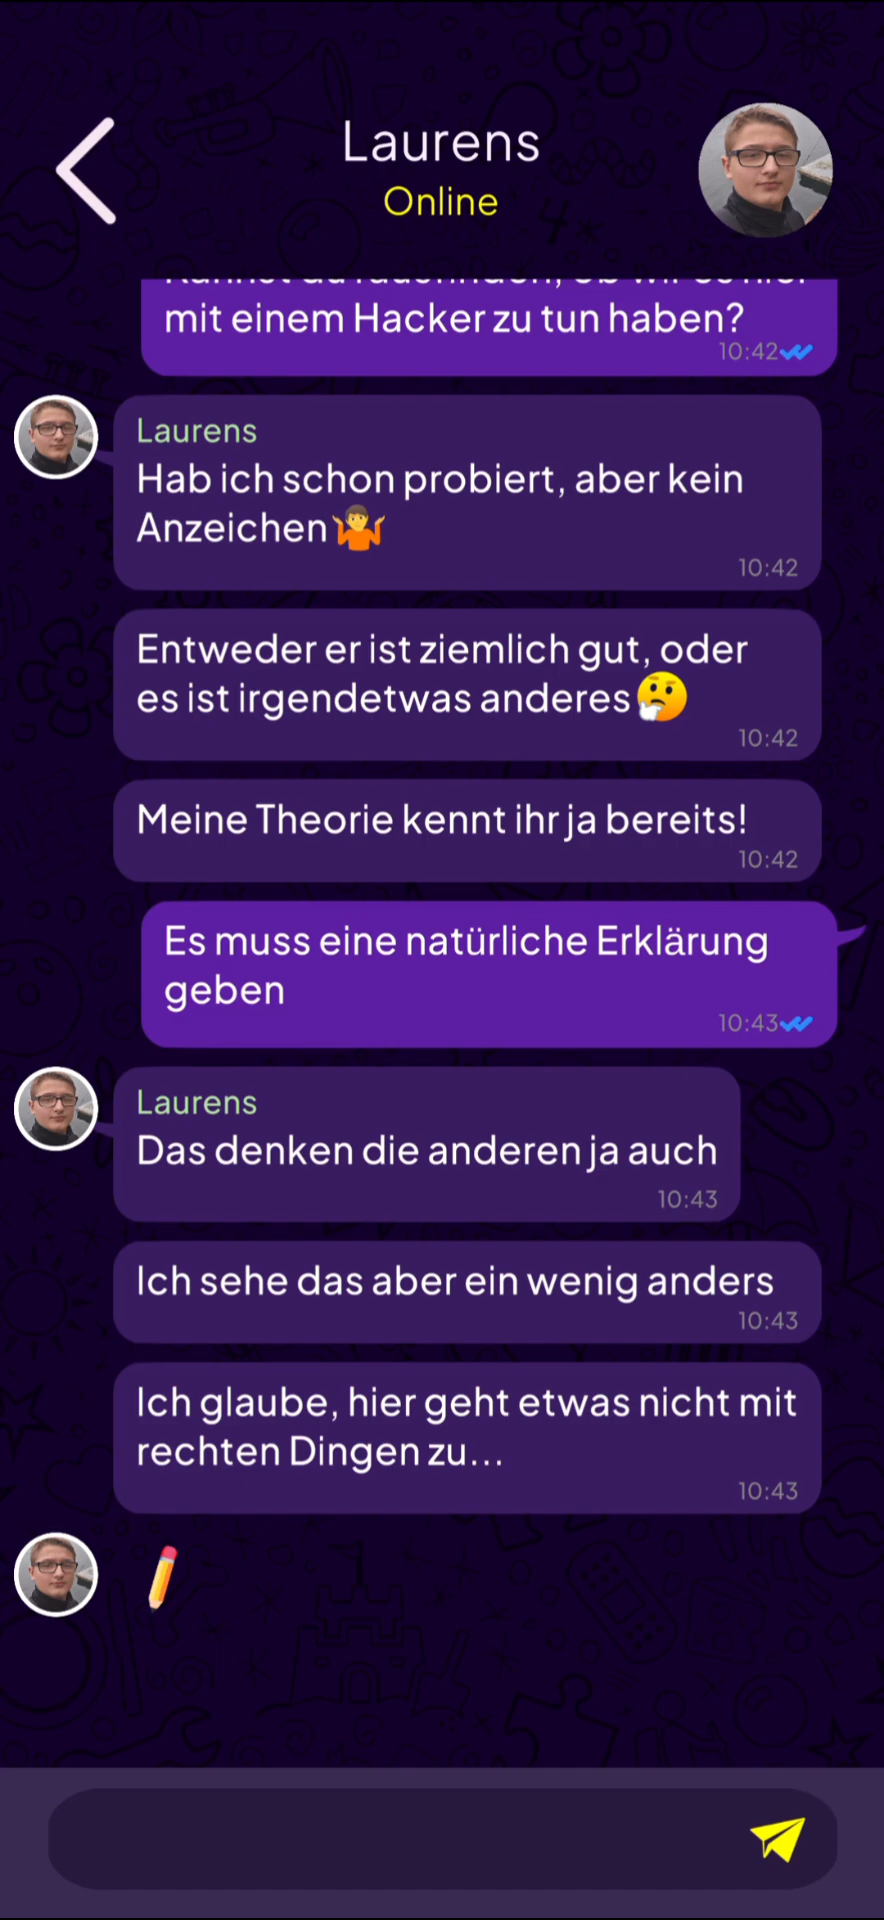 Laurens
Online
mit einem Hacker zu tun haben?
10:42
Laurens
Hab ich schon probiert, aber kein
Anzeichen🤷
10:42
Entweder er ist ziemlich gut, oder
es ist irgendetwas anderes🤔
10:42
Meine Theorie kennt ihr ja bereits!
10:42
Es muss eine natürliche Erklärung
geben
10:43
Laurens
Das denken die anderen ja auch
10:43
Ich sehe das aber ein wenig anders
10:43
Ich glaube, hier geht etwas nicht mit
rechten Dingen zu...
10:43